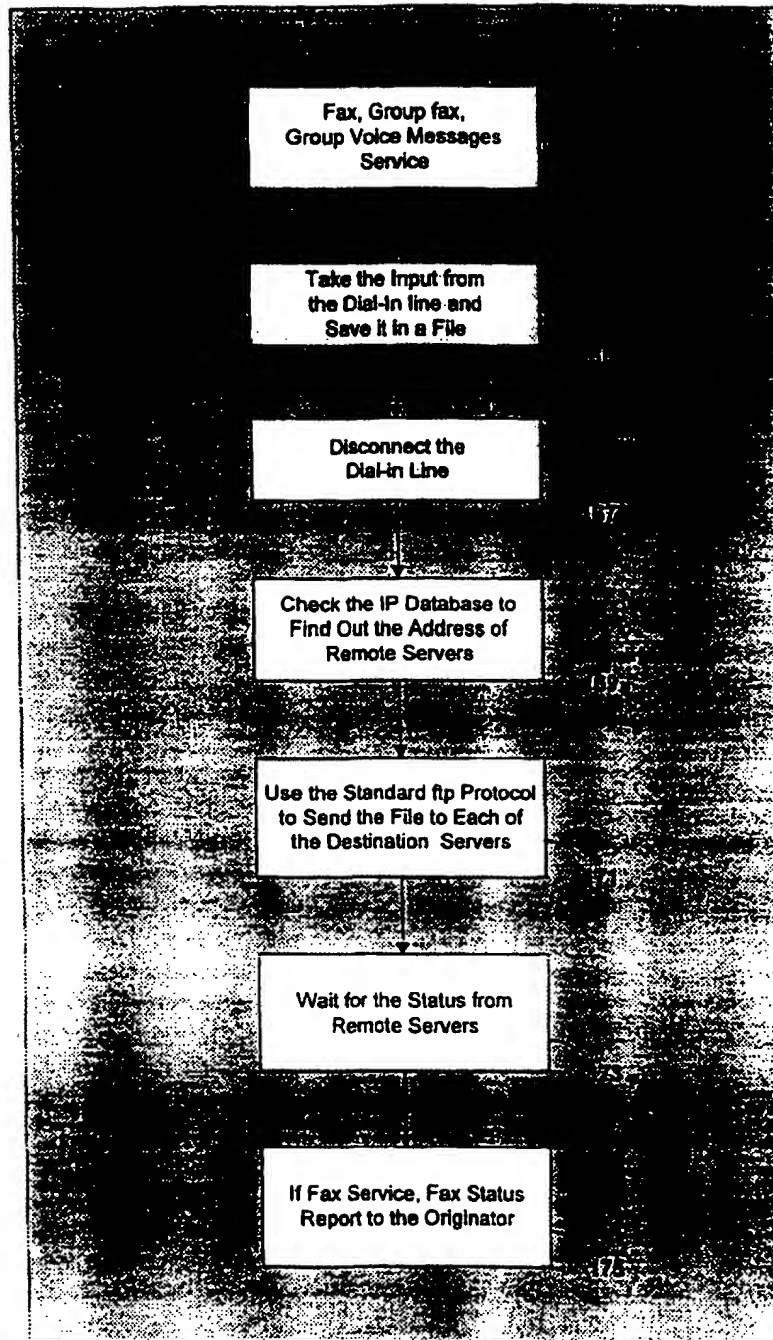 Fax, Group fax,
Group Voice Messages
Service
Take the Input from
the Dial-In line and
Save it in a File
Disconnect the
Dial-in Line
Check the IP Database to
Find Out the Address of
Remote Servers
Use the Standard ftp Protocol
to Send the File to Each of
the Destination Servers
Wait for the Status from
Remote Servers
If Fax Service, Fax Status
Report to the Originator